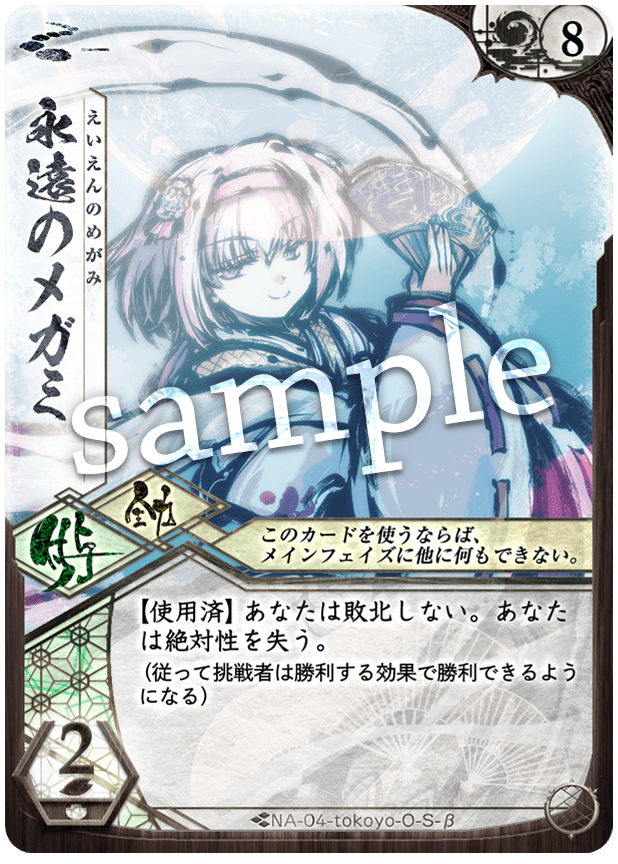 8
永遠のメガミ
えいえんのめがみ
sample
付与
全力
このカードを使うならば、
メインフェイズに他に何もできない。
【使用済】あなたは敗北しない。あなた
は絶対性を失う。
（従って挑戦者は勝利する効果で勝利できるよう
になる）
2
NA-04-tokoyo-O-S-β